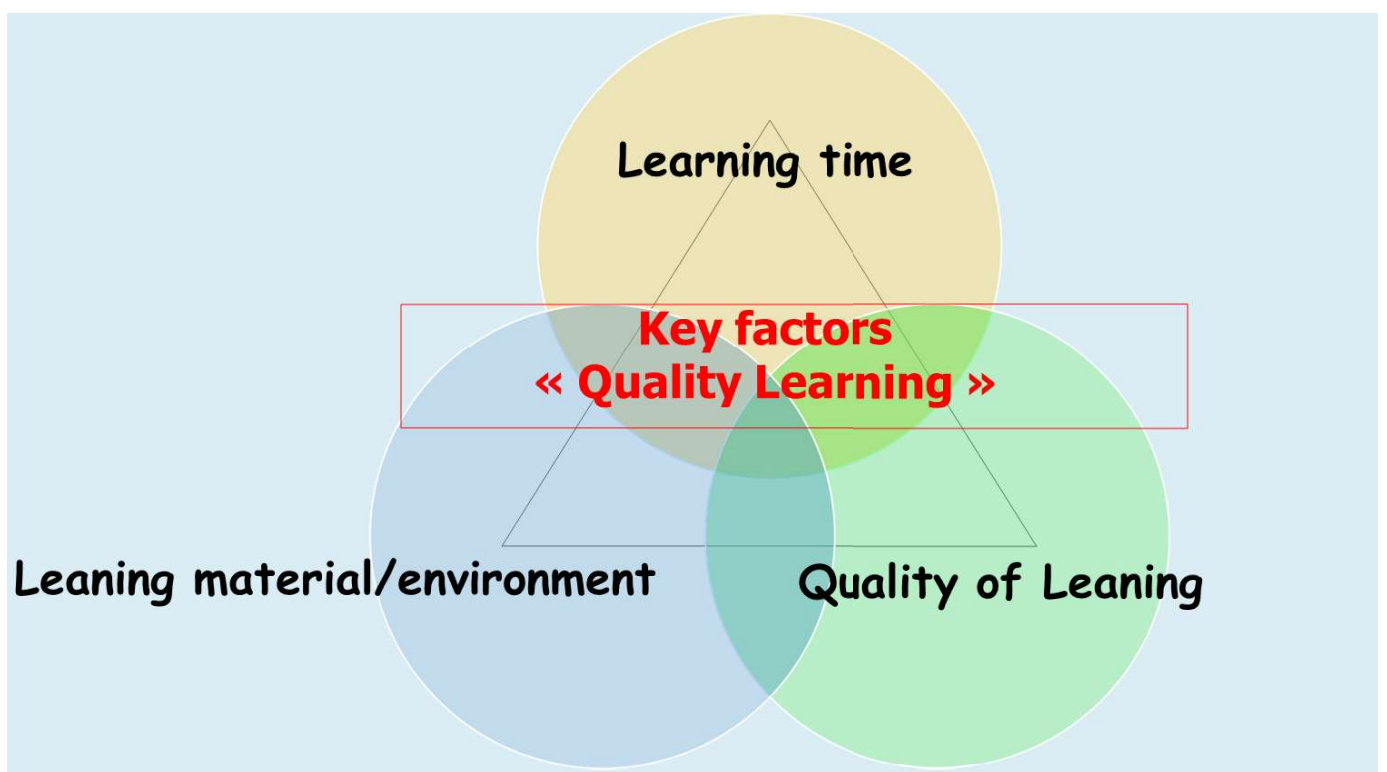 Learning time
Key factors
« Quality Learning »
Leaning material/environment
Quality of Leaning